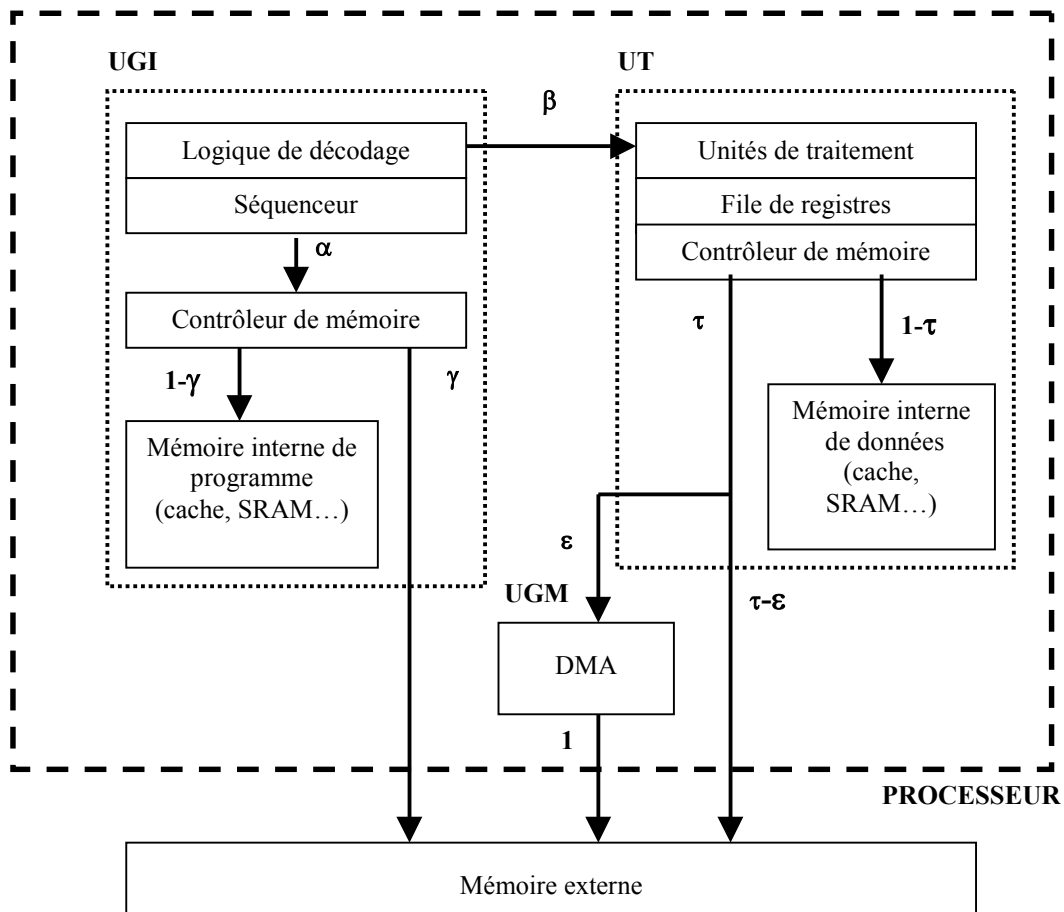 UGI
UT
β
Logique de décodage
Séquenceur
α
Contrôleur de mémoire
1-γ
γ
Mémoire interne de
programme
(cache, SRAM…)
Unités de traitement
File de registres
Contrôleur de mémoire
τ
1-τ
Mémoire interne
de données
(cache,
SRAM…)
ε
UGM
τ-ε
DMA
1
PROCESSEUR
Mémoire externe